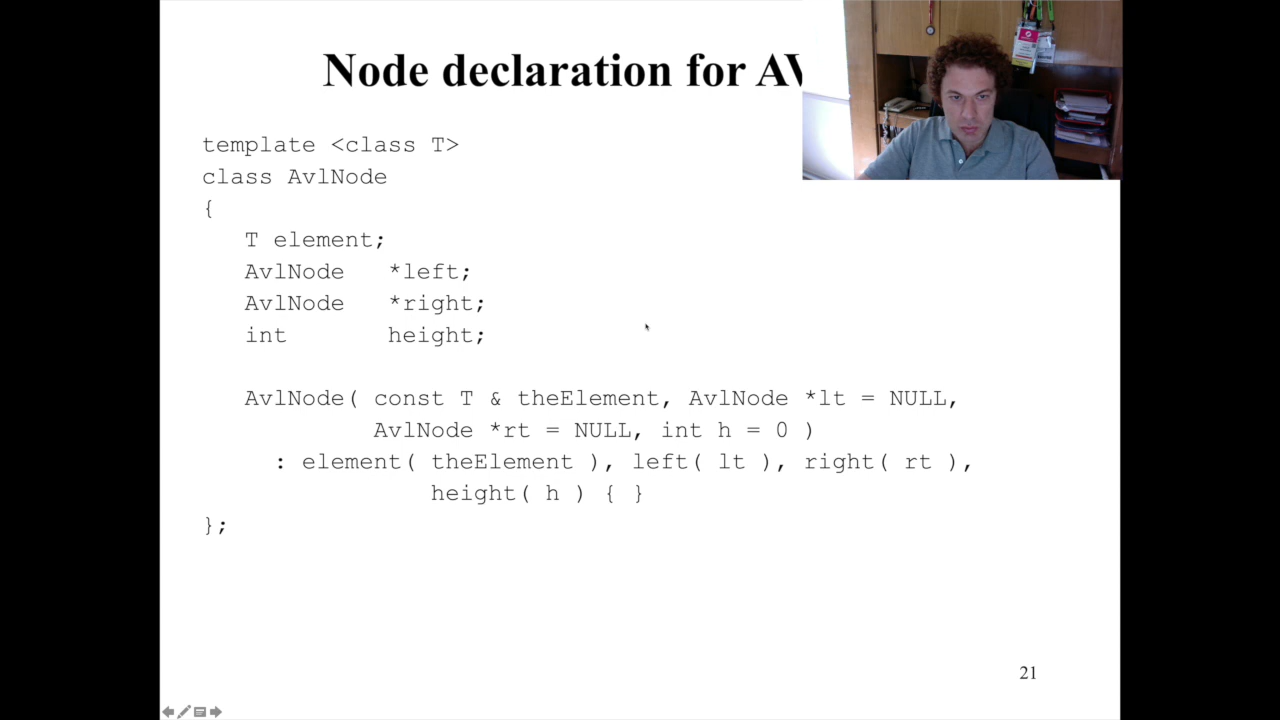 Node declaration for AV
template <class T>
class AvlNode
{
T element;
AvlNode *left;
AvlNode *right;
int height;
AvlNode( const T & theElement, AvlNode *lt = NULL,
AvlNode *rt = NULL, int h = 0 )
: element( theElement ), left( lt ), right( rt ),
height( h ) { }
};
21